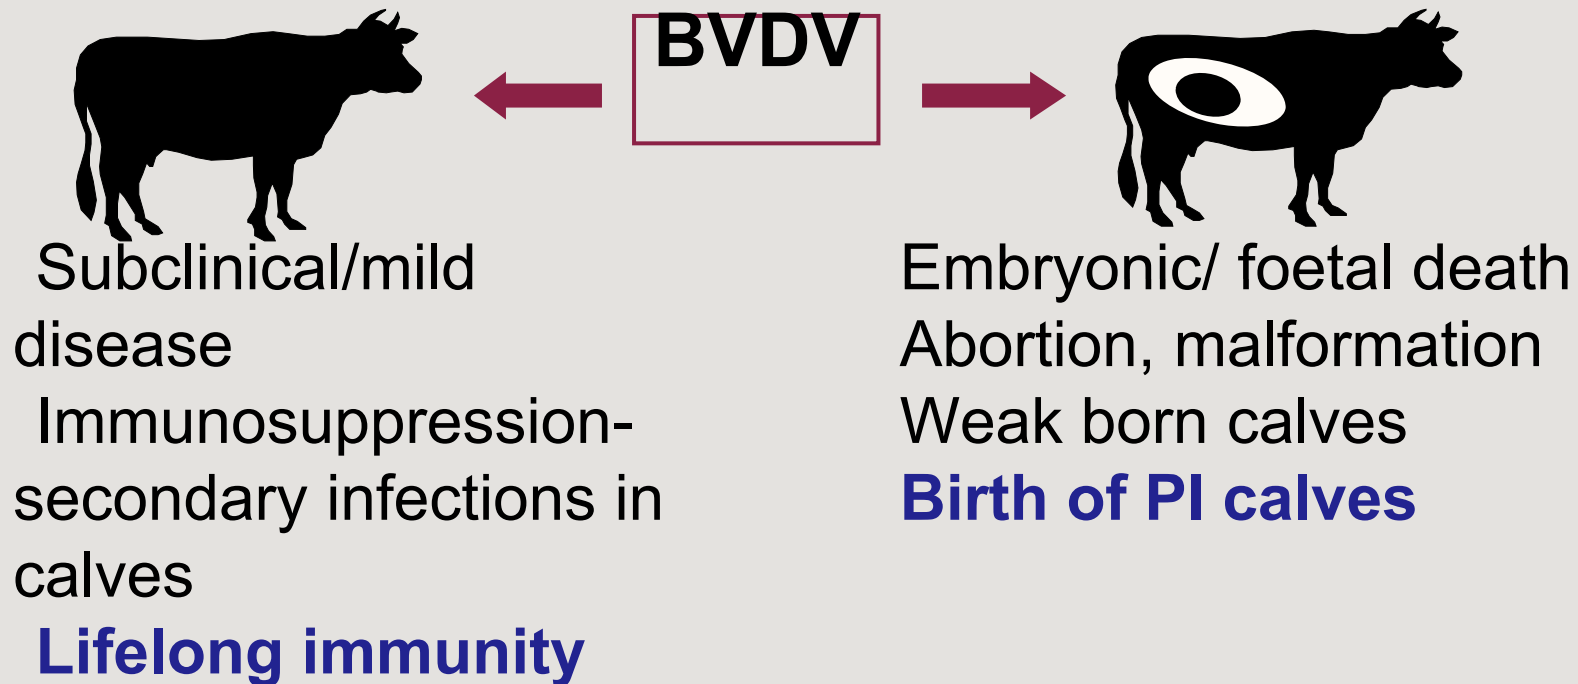 BVDV
Subclinical/mild
disease
Immunosuppression-
secondary infections in
calves
Lifelong immunity
Embryonic/ foetal death
Abortion, malformation
Weak born calves
Birth of PI calves